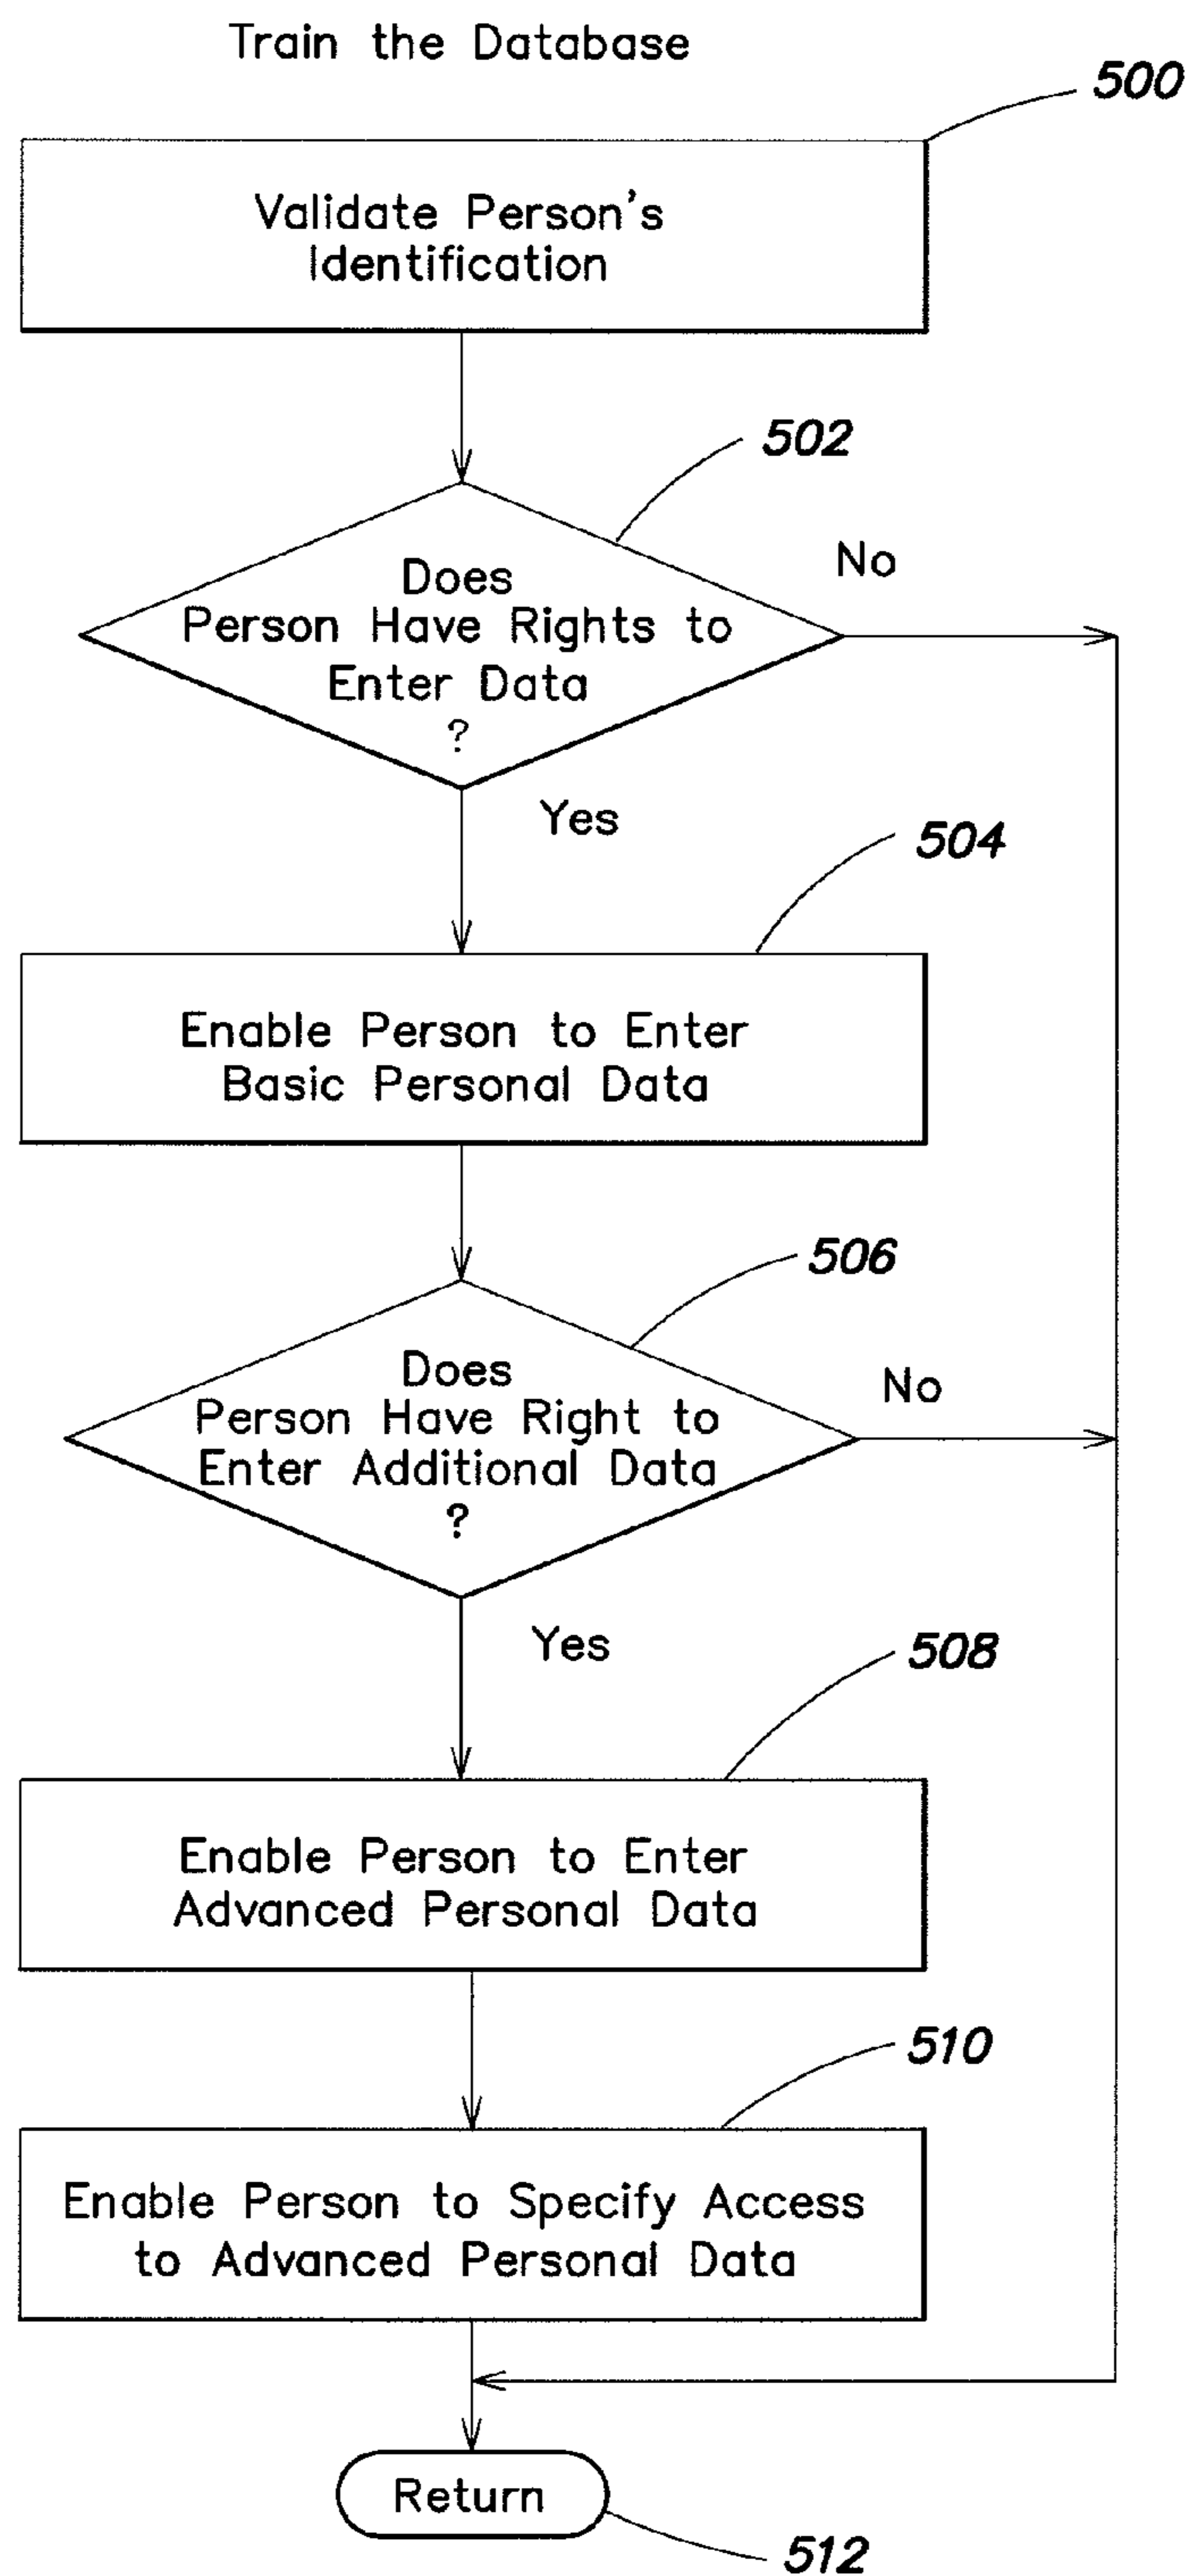 Train the Database
500
Validate Person's
Identification
502
Does
Person Have Rights to
Enter Data
?
No
Yes
504
Enable Person to Enter
Basic Personal Data
506
Does
Person Have Right to
Enter Additional Data
?
No
Yes
508
Enable Person to Enter
Advanced Personal Data
510
Enable Person to Specify Access
to Advanced Personal Data
Return
512